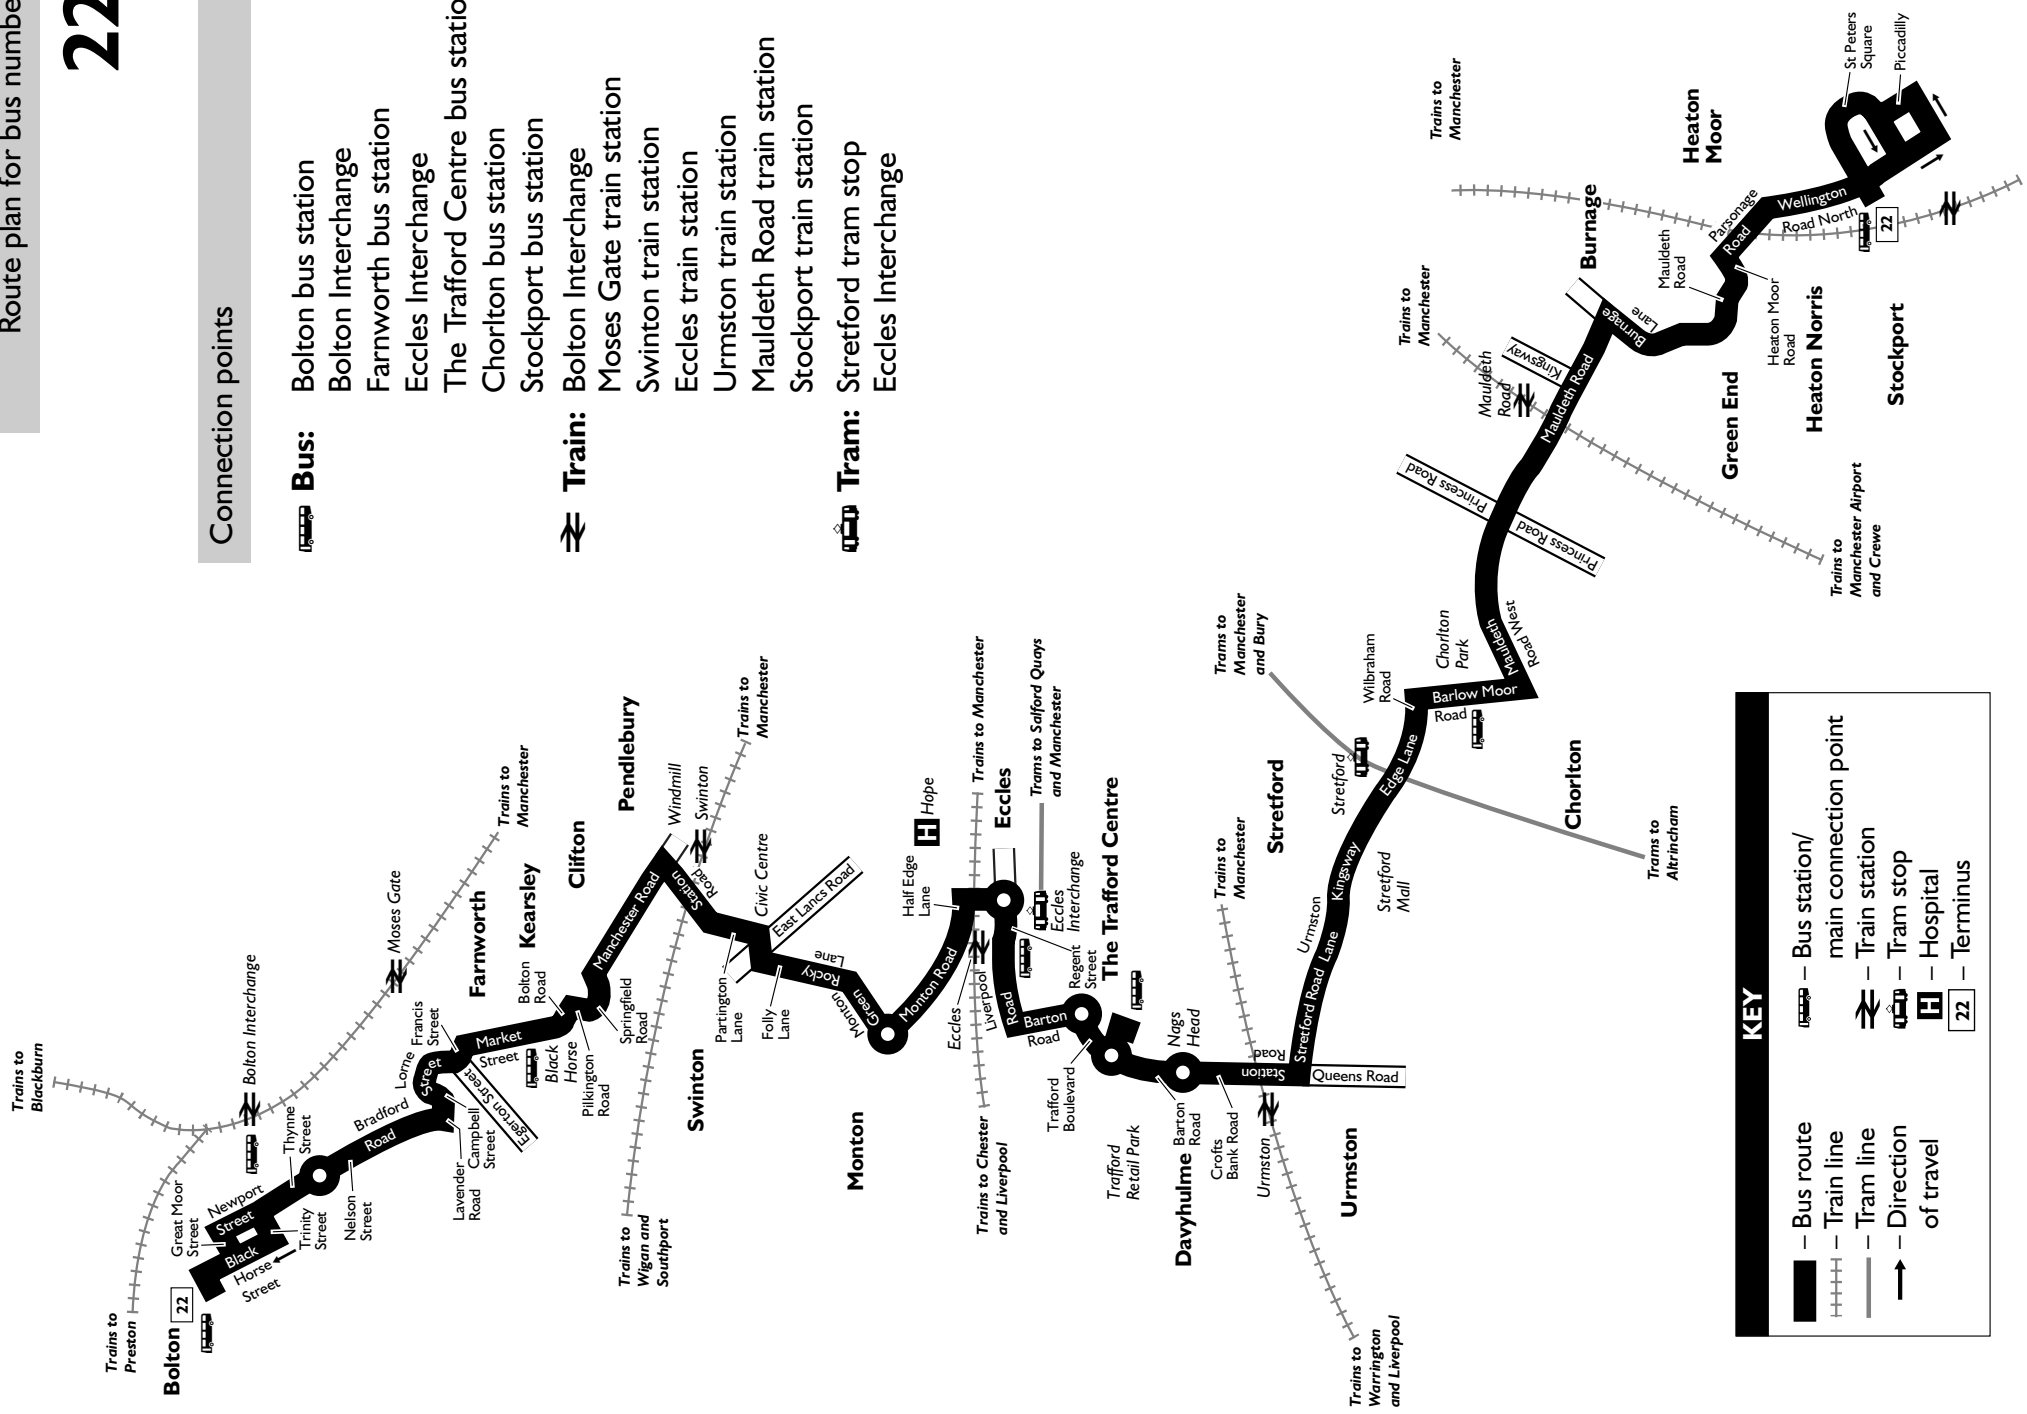 Route plan for bus numbe
22
Connection points
Bus:
Bolton bus station
Bolton Interchange
Farnworth bus station
Eccles Interchange
The Trafford Centre bus statio
Chorlton bus station
Stockport bus station
Train:
Bolton Interchange
Moses Gate train station
Swinton train station
Eccles train station
Urmston train station
Mauldeth Road train station
Stockport train station
Tram:
Stretford tram stop
Eccles Interchange
Trains to
Blackburn
Trains to
Preston
Bolton
22
Great Moor
Street
Newport
Street
Black
Horse
Street
Trinity
Street
Thynne
Street
Bolton Interchange
Nelson
Street
Bradford
Road
Lavender
Road
Campbell
Street
Lorne
Street
Francis
Street
Egerton Street
Moses Gate
Trains to
Manchester
Farnworth
Market
Street
Kearsley
Black
Horse
Bolton
Road
Pilkington
Road
Springfield
Road
Clifton
Manchester Road
Pendlebury
Windmill
Swinton
Station
Road
Trains to
Manchester
Trains to
Wigan and
Southport
Swinton
Partington
Lane
Civic Centre
East Lancs Road
Folly
Lane
Rocky
Lane
Monton
Green
Monton
Monton Road
Half Edge
Lane
H
Hope
Trains to Manchester
Eccles
Eccles
Trains to Chester
and Liverpool
Trams to Salford Quays
and Manchester
Eccles
Interchange
Liverpool
Road
Regent
Street
Barton
Road
The Trafford Centre
Trafford
Boulevard
Trafford
Retail Park
Barton
Road
Nags
Head
Davyhulme
Crofts
Bank Road
Station
Road
Urmston
Trains to
Manchester
Trains to
Warrington
and Liverpool
Urmston
Queens Road
Stretford Road
Urmston
Lane
Kingsway
Stretford
Mall
Stretford
Stretford
Edge Lane
Trams to
Manchester
and Bury
Trams to
Altrincham
Wilbraham
Road
Barlow Moor
Road
Chorlton
Chorlton
Park
Mauldeth
Road West
Princess Road
Princess Road
Mauldeth Road
Mauldeth
Road
Kingsway
Trains to
Manchester
Trains to
Manchester Airport
and Crewe
Burnage
Burnage
Lane
Green End
Mauldeth
Road
Heaton Moor
Road
Heaton Norris
Heaton
Moor
Parsonage
Road
Trains to
Manchester
Wellington
Road North
22
Stockport
St Peters
Square
Piccadilly
KEY
– Bus route
– Train line
– Tram line
– Direction
of travel
– Bus station/
main connection point
– Train station
– Tram stop
H – Hospital
22 – Terminus